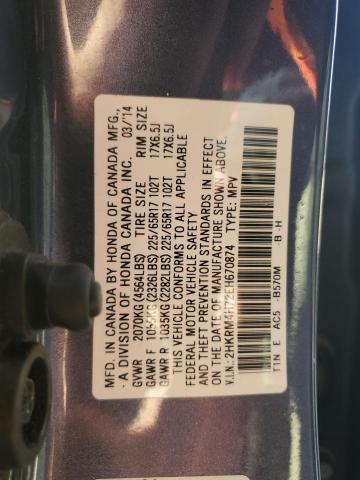 MFD. IN CANADA BY HONDA OF CANADA MFG.,
A DIVISION OF HONDA CANADA INC. 03/'14
GVWR 2070KG (4564LBS) TIRE SIZE RIM SIZE
GAWR F 1055KG (2326LBS) 225/65R17 102T 17X6.5J
GAWR R 1035KG (2282LBS) 225/65R17 102T 17X6.5J
THIS VEHICLE CONFORMS TO ALL APPLICABLE
FEDERAL MOTOR VEHICLE SAFETY
AND THEFT PREVENTION STANDARDS IN EFFECT
ON THE DATE OF MANUFACTURE SHOWN ABOVE.
V.I.N.: 2HKRM4H72EH670874 TYPE: MPV
T1N E AC5 -B570M B-H